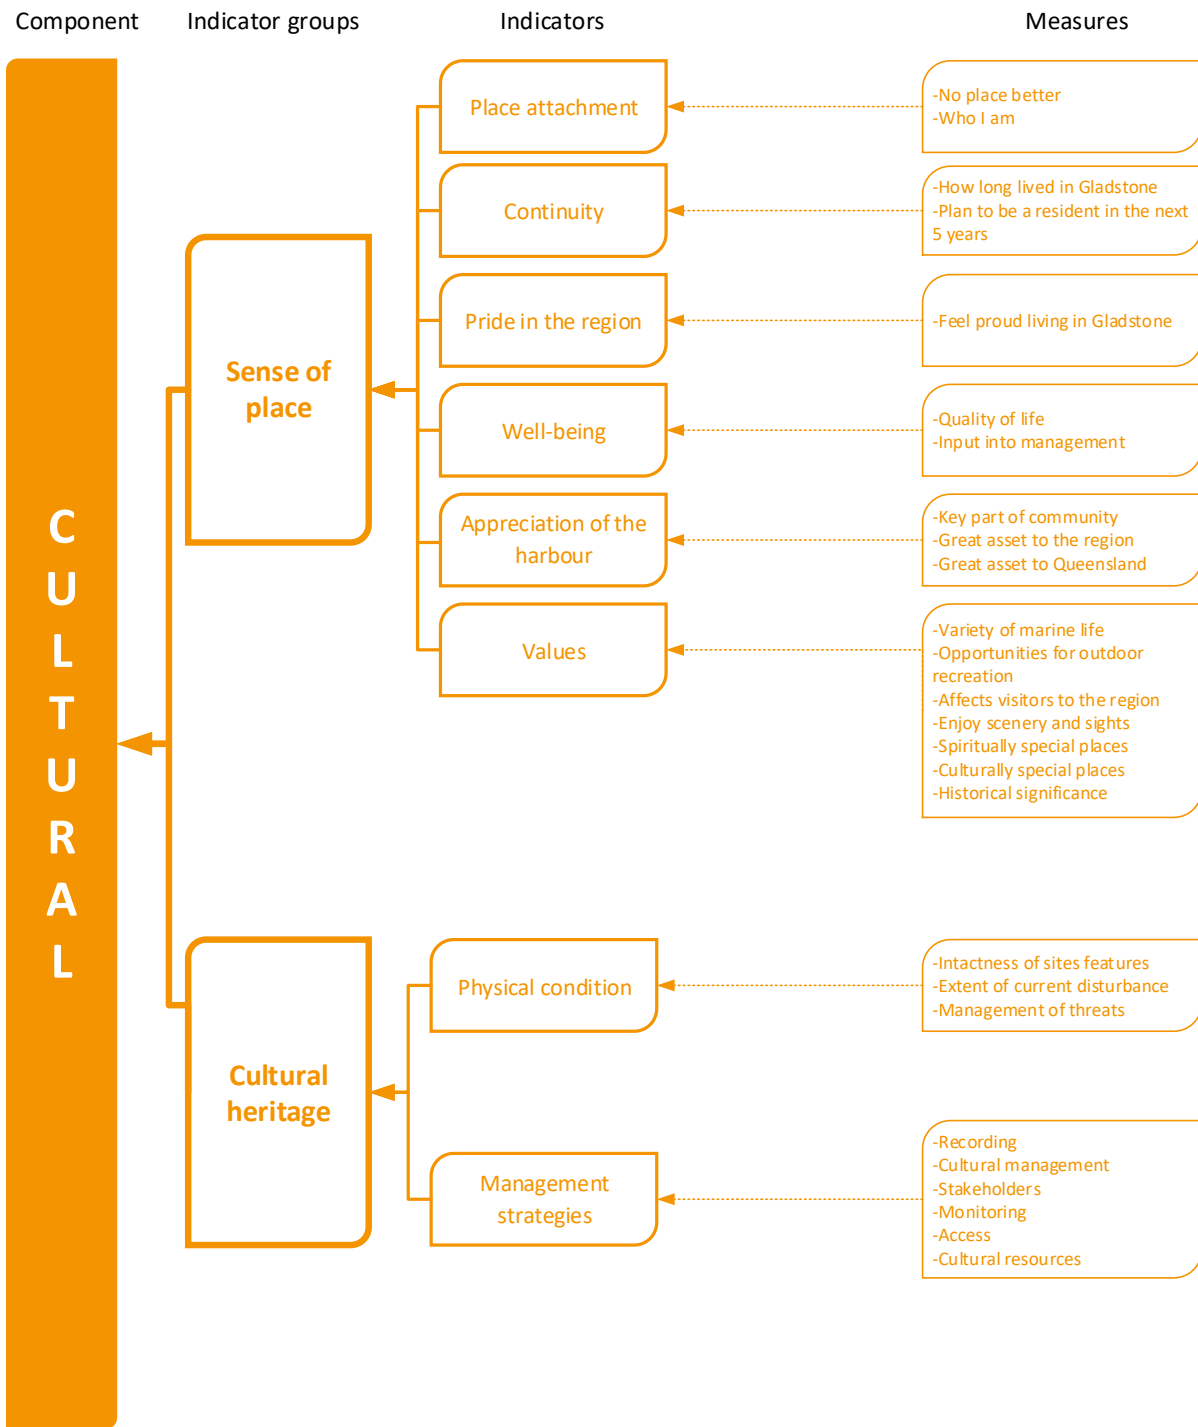 Component
Indicator groups
Indicators
Measures
CULTURAL
Sense of
place
Place attachment
-No place better
-Who I am
Continuity
-How long lived in Gladstone
-Plan to be a resident in the next
5 years
Pride in the region
-Feel proud living in Gladstone
Well-being
-Quality of life
-Input into management
Appreciation of the
harbour
-Key part of community
-Great asset to the region
-Great asset to Queensland
Values
-Variety of marine life
-Opportunities for outdoor
recreation
-Affects visitors to the region
-Enjoy scenery and sights
-Spiritually special places
-Culturally special places
-Historical significance
Cultural
heritage
Physical condition
-Intactness of sites features
-Extent of current disturbance
-Management of threats
Management
strategies
-Recording
-Cultural management
-Stakeholders
-Monitoring
-Access
-Cultural resources